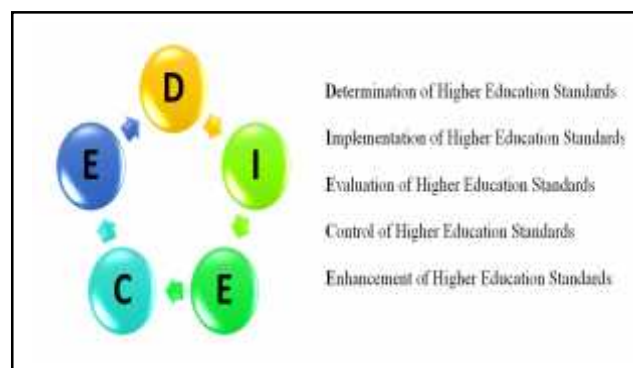 D
I
E
C
E
Determination of Higher Education Standards
Implementation of Higher Education Standards
Evaluation of Higher Education Standards
Control of Higher Education Standards
Enhancement of Higher Education Standards